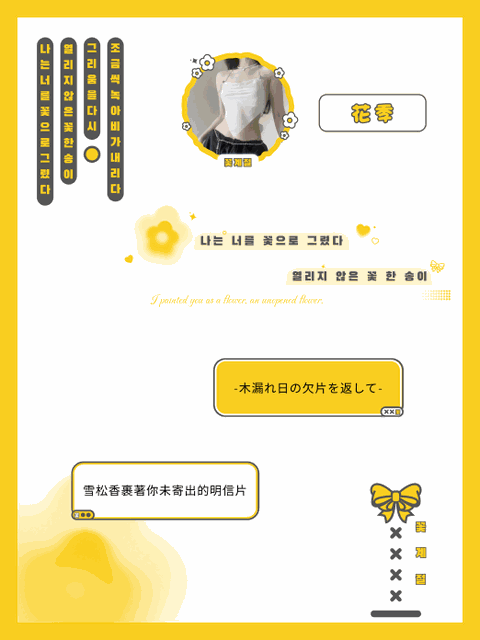 나는너를꽃으로그렸다
열리지않은꽃한송이
그리움을다시
조금씩녹아비가내리다
꽃계절
花季
나는 너를 꽃으로 그렸다
열리지 않은 꽃 한 송이
I painted you as a flower, an unopened flower.
-木漏れ日の欠片を返して-
雪松香裹著你未寄出的明信片
꽃
계
절